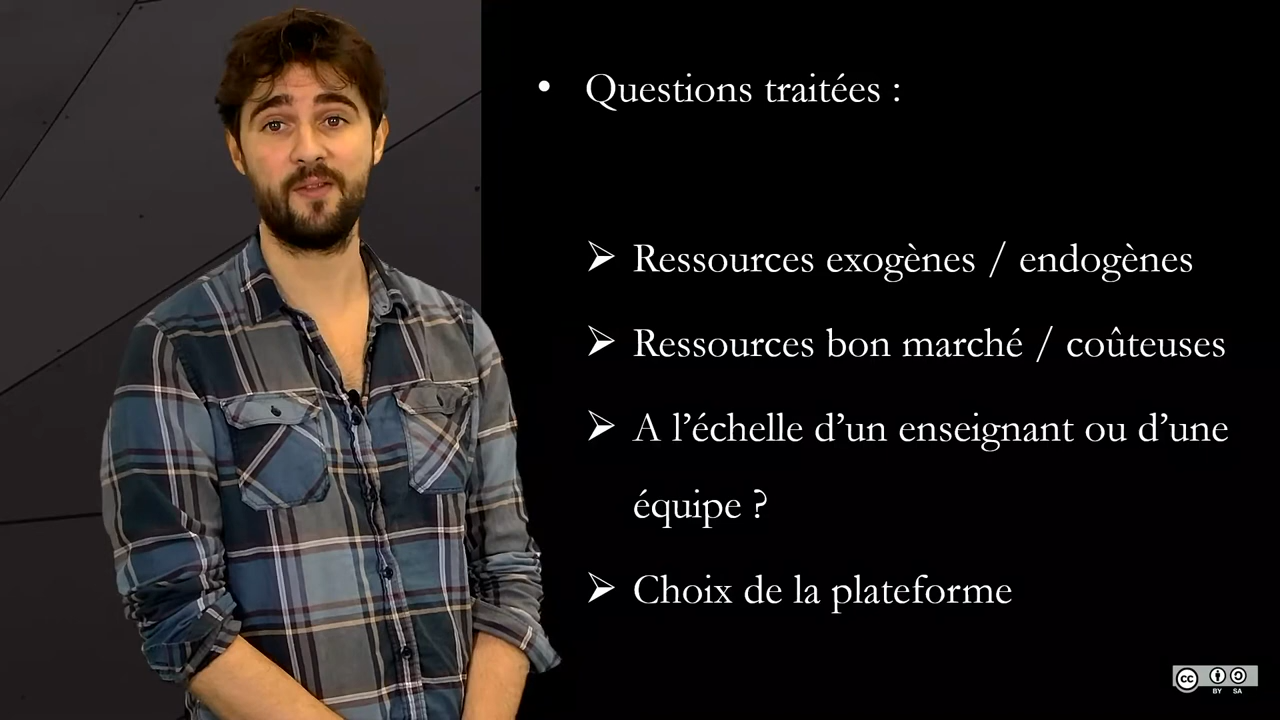 • Questions traitées :
➢ Ressources exogènes / endogènes
➢ Ressources bon marché / coûteuses
➢ A l’échelle d’un enseignant ou d’une
équipe ?
➢ Choix de la plateforme
cc
BY SA